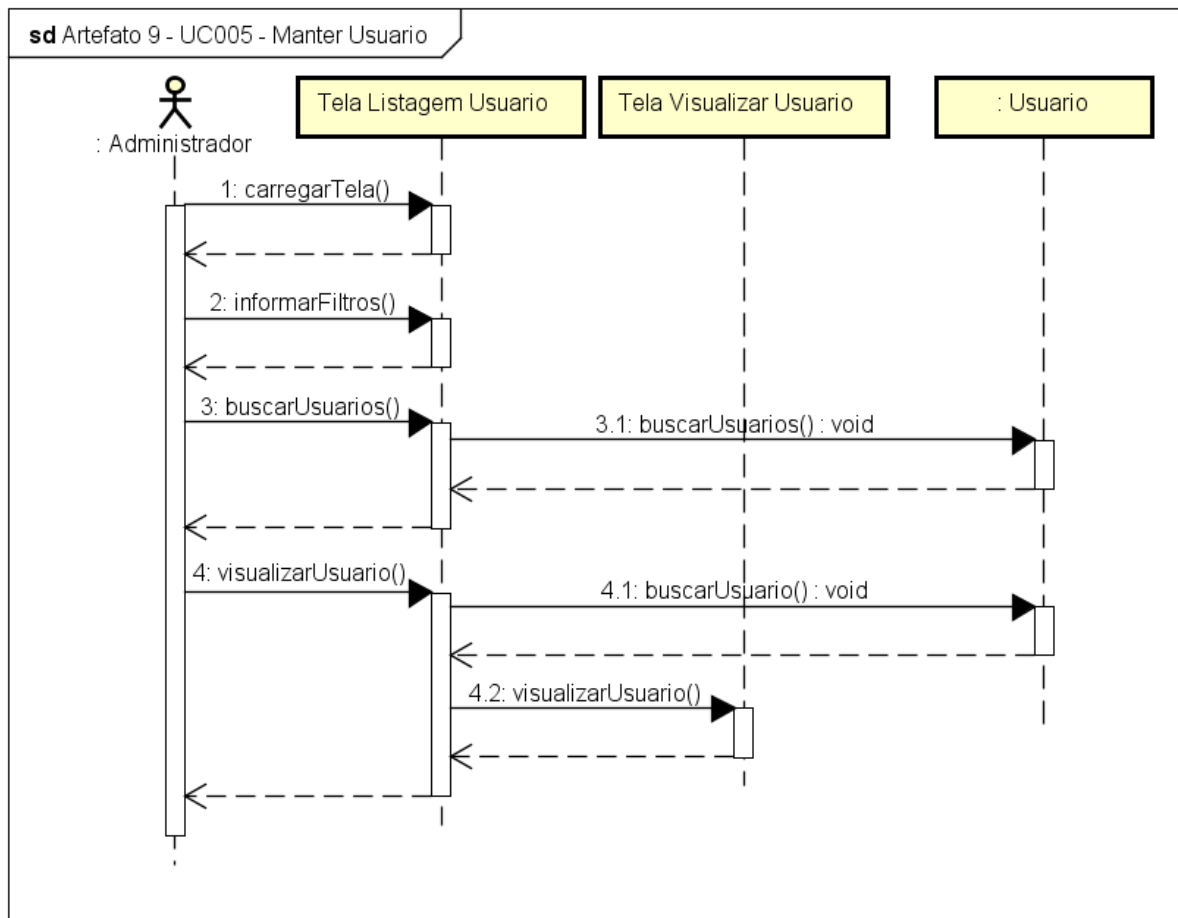 sd Artefato 9 - UC005 - Manter Usuario
: Administrador
Tela Listagem Usuario
Tela Visualizar Usuario
: Usuario
1: carregarTela()
2: informarFiltros()
3: buscarUsuarios()
3.1: buscarUsuarios() : void
4: visualizarUsuario()
4.1: buscarUsuario() : void
4.2: visualizarUsuario()